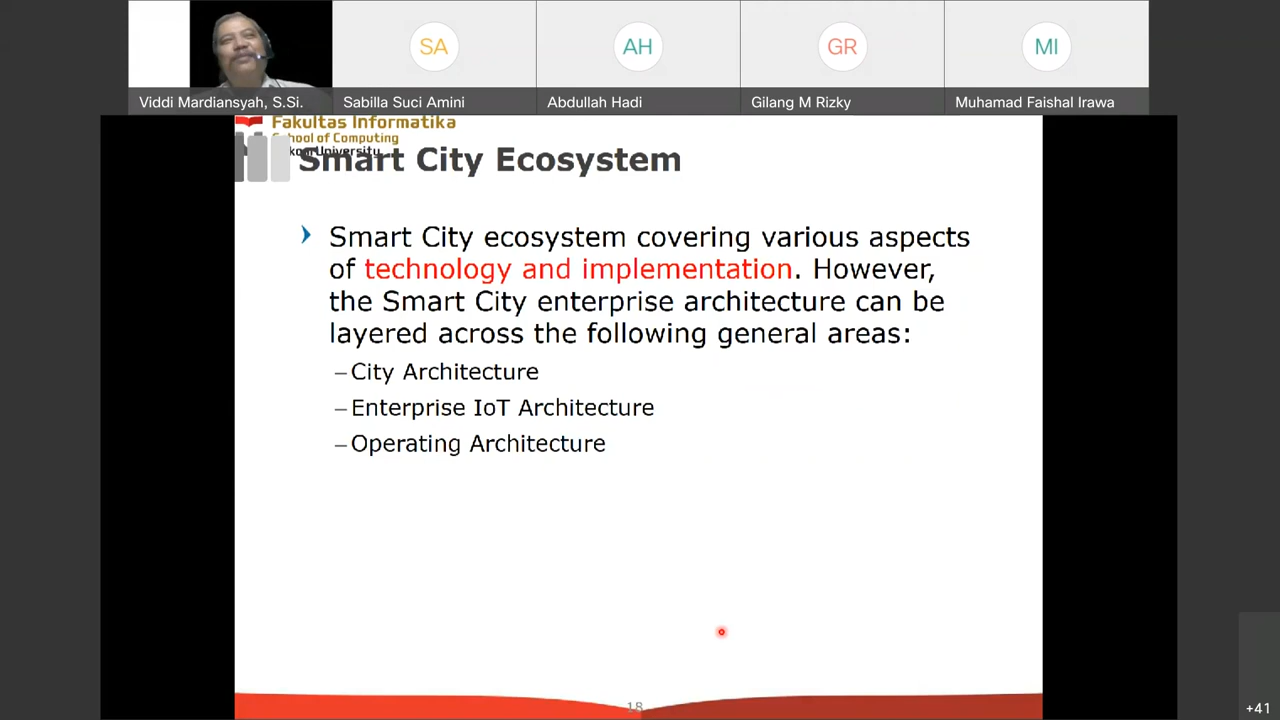 SA
AH
GR
MI
Viddi Mardiansyah, S.Si.
Sabilla Suci Amini
Abdullah Hadi
Gilang M Rizky
Muhamad Faishal Irawa
Fakultas Informatika
School of Computing
University
Smart City Ecosystem
Smart City ecosystem covering various aspects
of technology and implementation. However,
the Smart City enterprise architecture can be
layered across the following general areas:
–City Architecture
–Enterprise IoT Architecture
–Operating Architecture
18
+41